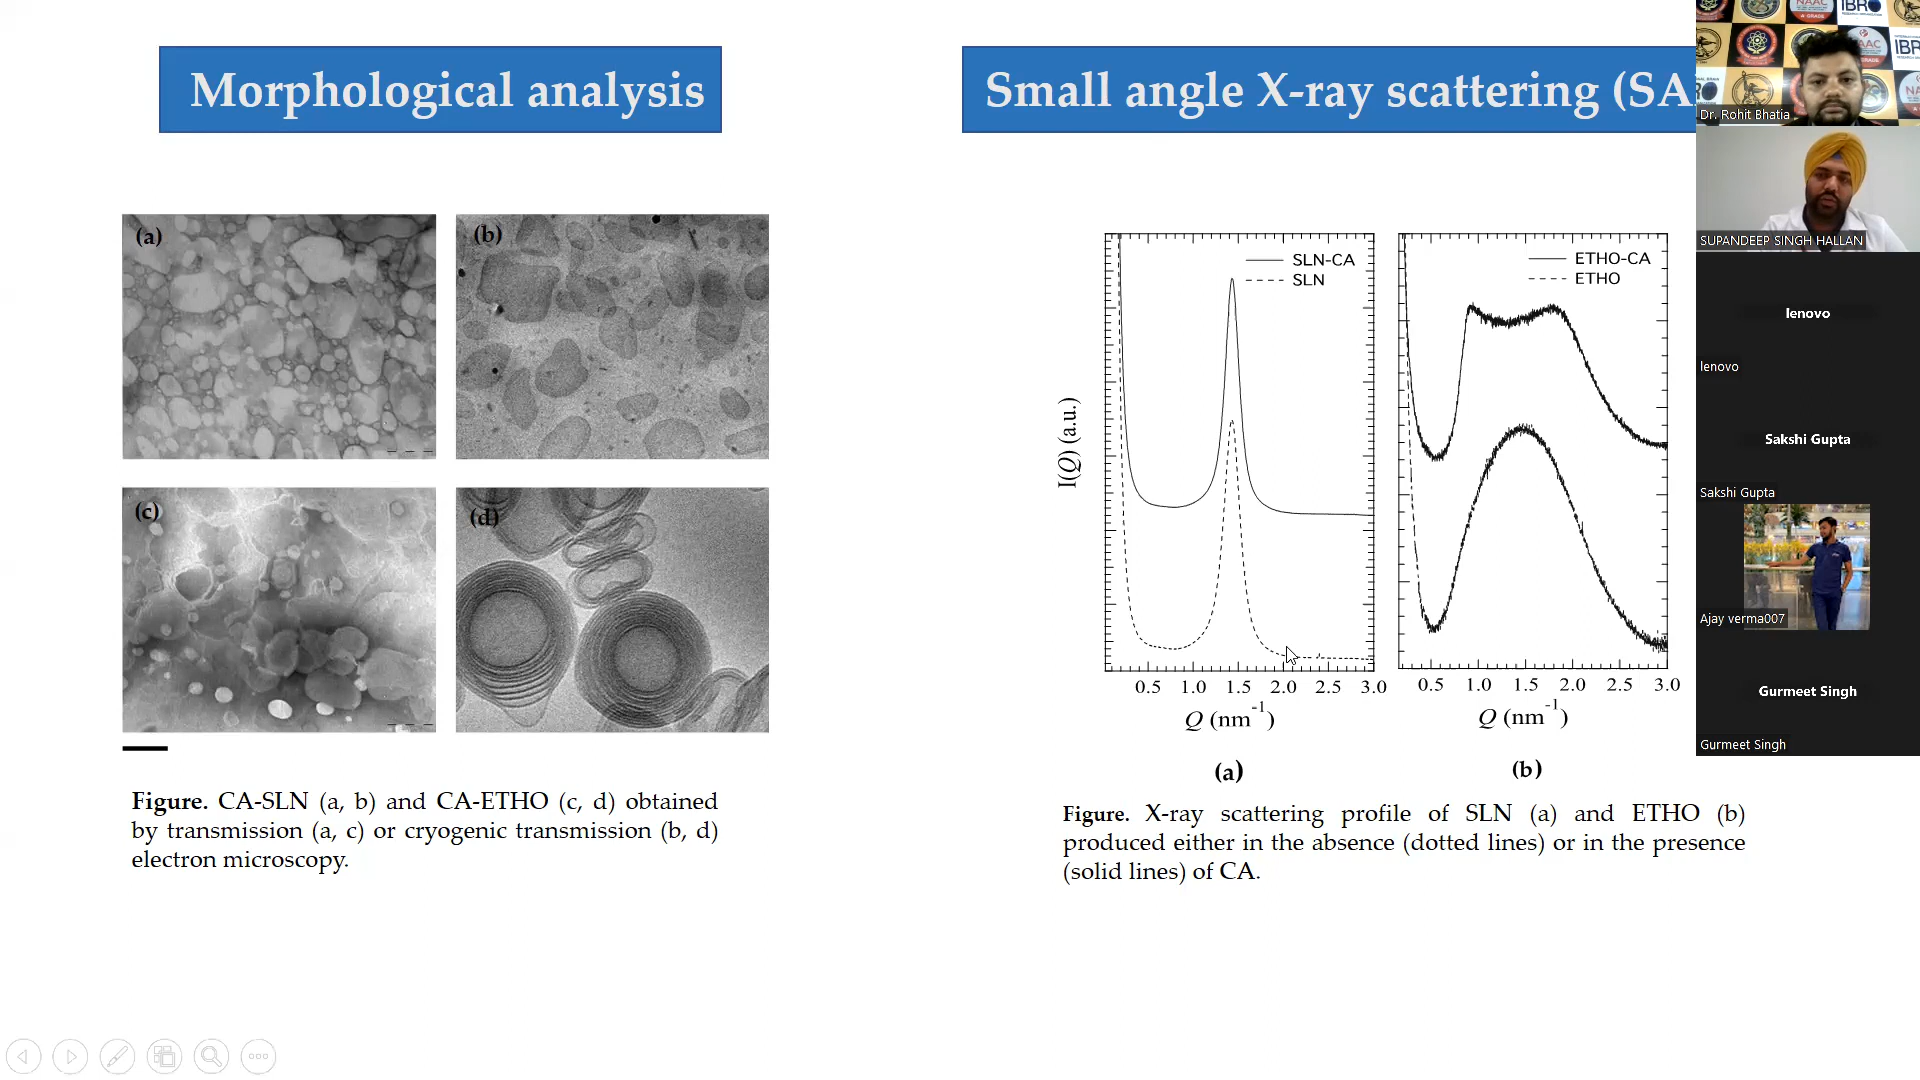 Morphological analysis
Small angle X-ray scattering (SA
(a)
(b)
(c)
(d)
Figure. CA-SLN (a, b) and CA-ETHO (c, d) obtained
by transmission (a, c) or cryogenic transmission (b, d)
electron microscopy.
I(Q) (a.u.)
SLN-CA
SLN
0.5 1.0 1.5 2.0 2.5 3.0
Q (nm⁻¹)
(a)
ETHO-CA
ETHO
0.5 1.0 1.5 2.0 2.5 3.0
Q (nm⁻¹)
(b)
Figure. X-ray scattering profile of SLN (a) and ETHO (b)
produced either in the absence (dotted lines) or in the presence
(solid lines) of CA.
NAAC
A GRADE
IBRO
IBR
Dr. Rohit Bhatia
SUPANDEEP SINGH HALLAN
lenovo
lenovo
Sakshi Gupta
Sakshi Gupta
Ajay verma007
Gurmeet Singh
Gurmeet Singh